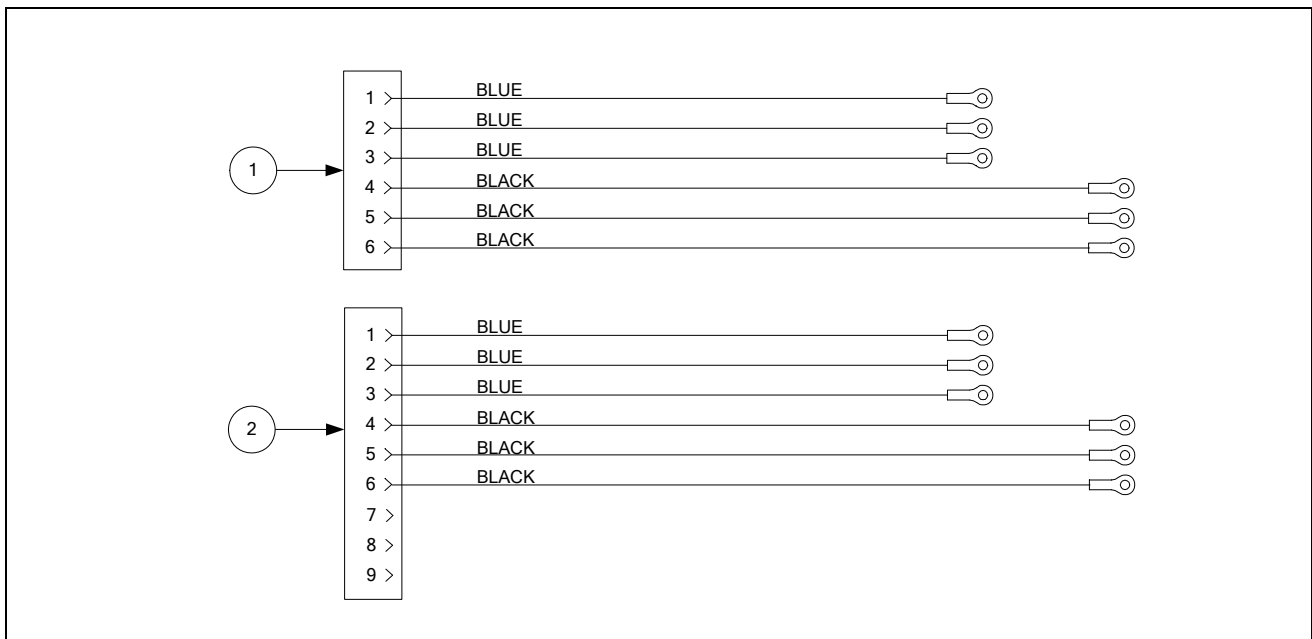 1 BLUE
2 BLUE
3 BLUE
1
4 BLACK
5 BLACK
6 BLACK
1 BLUE
2 BLUE
3 BLUE
4 BLACK
2
5 BLACK
6 BLACK
7
8
9